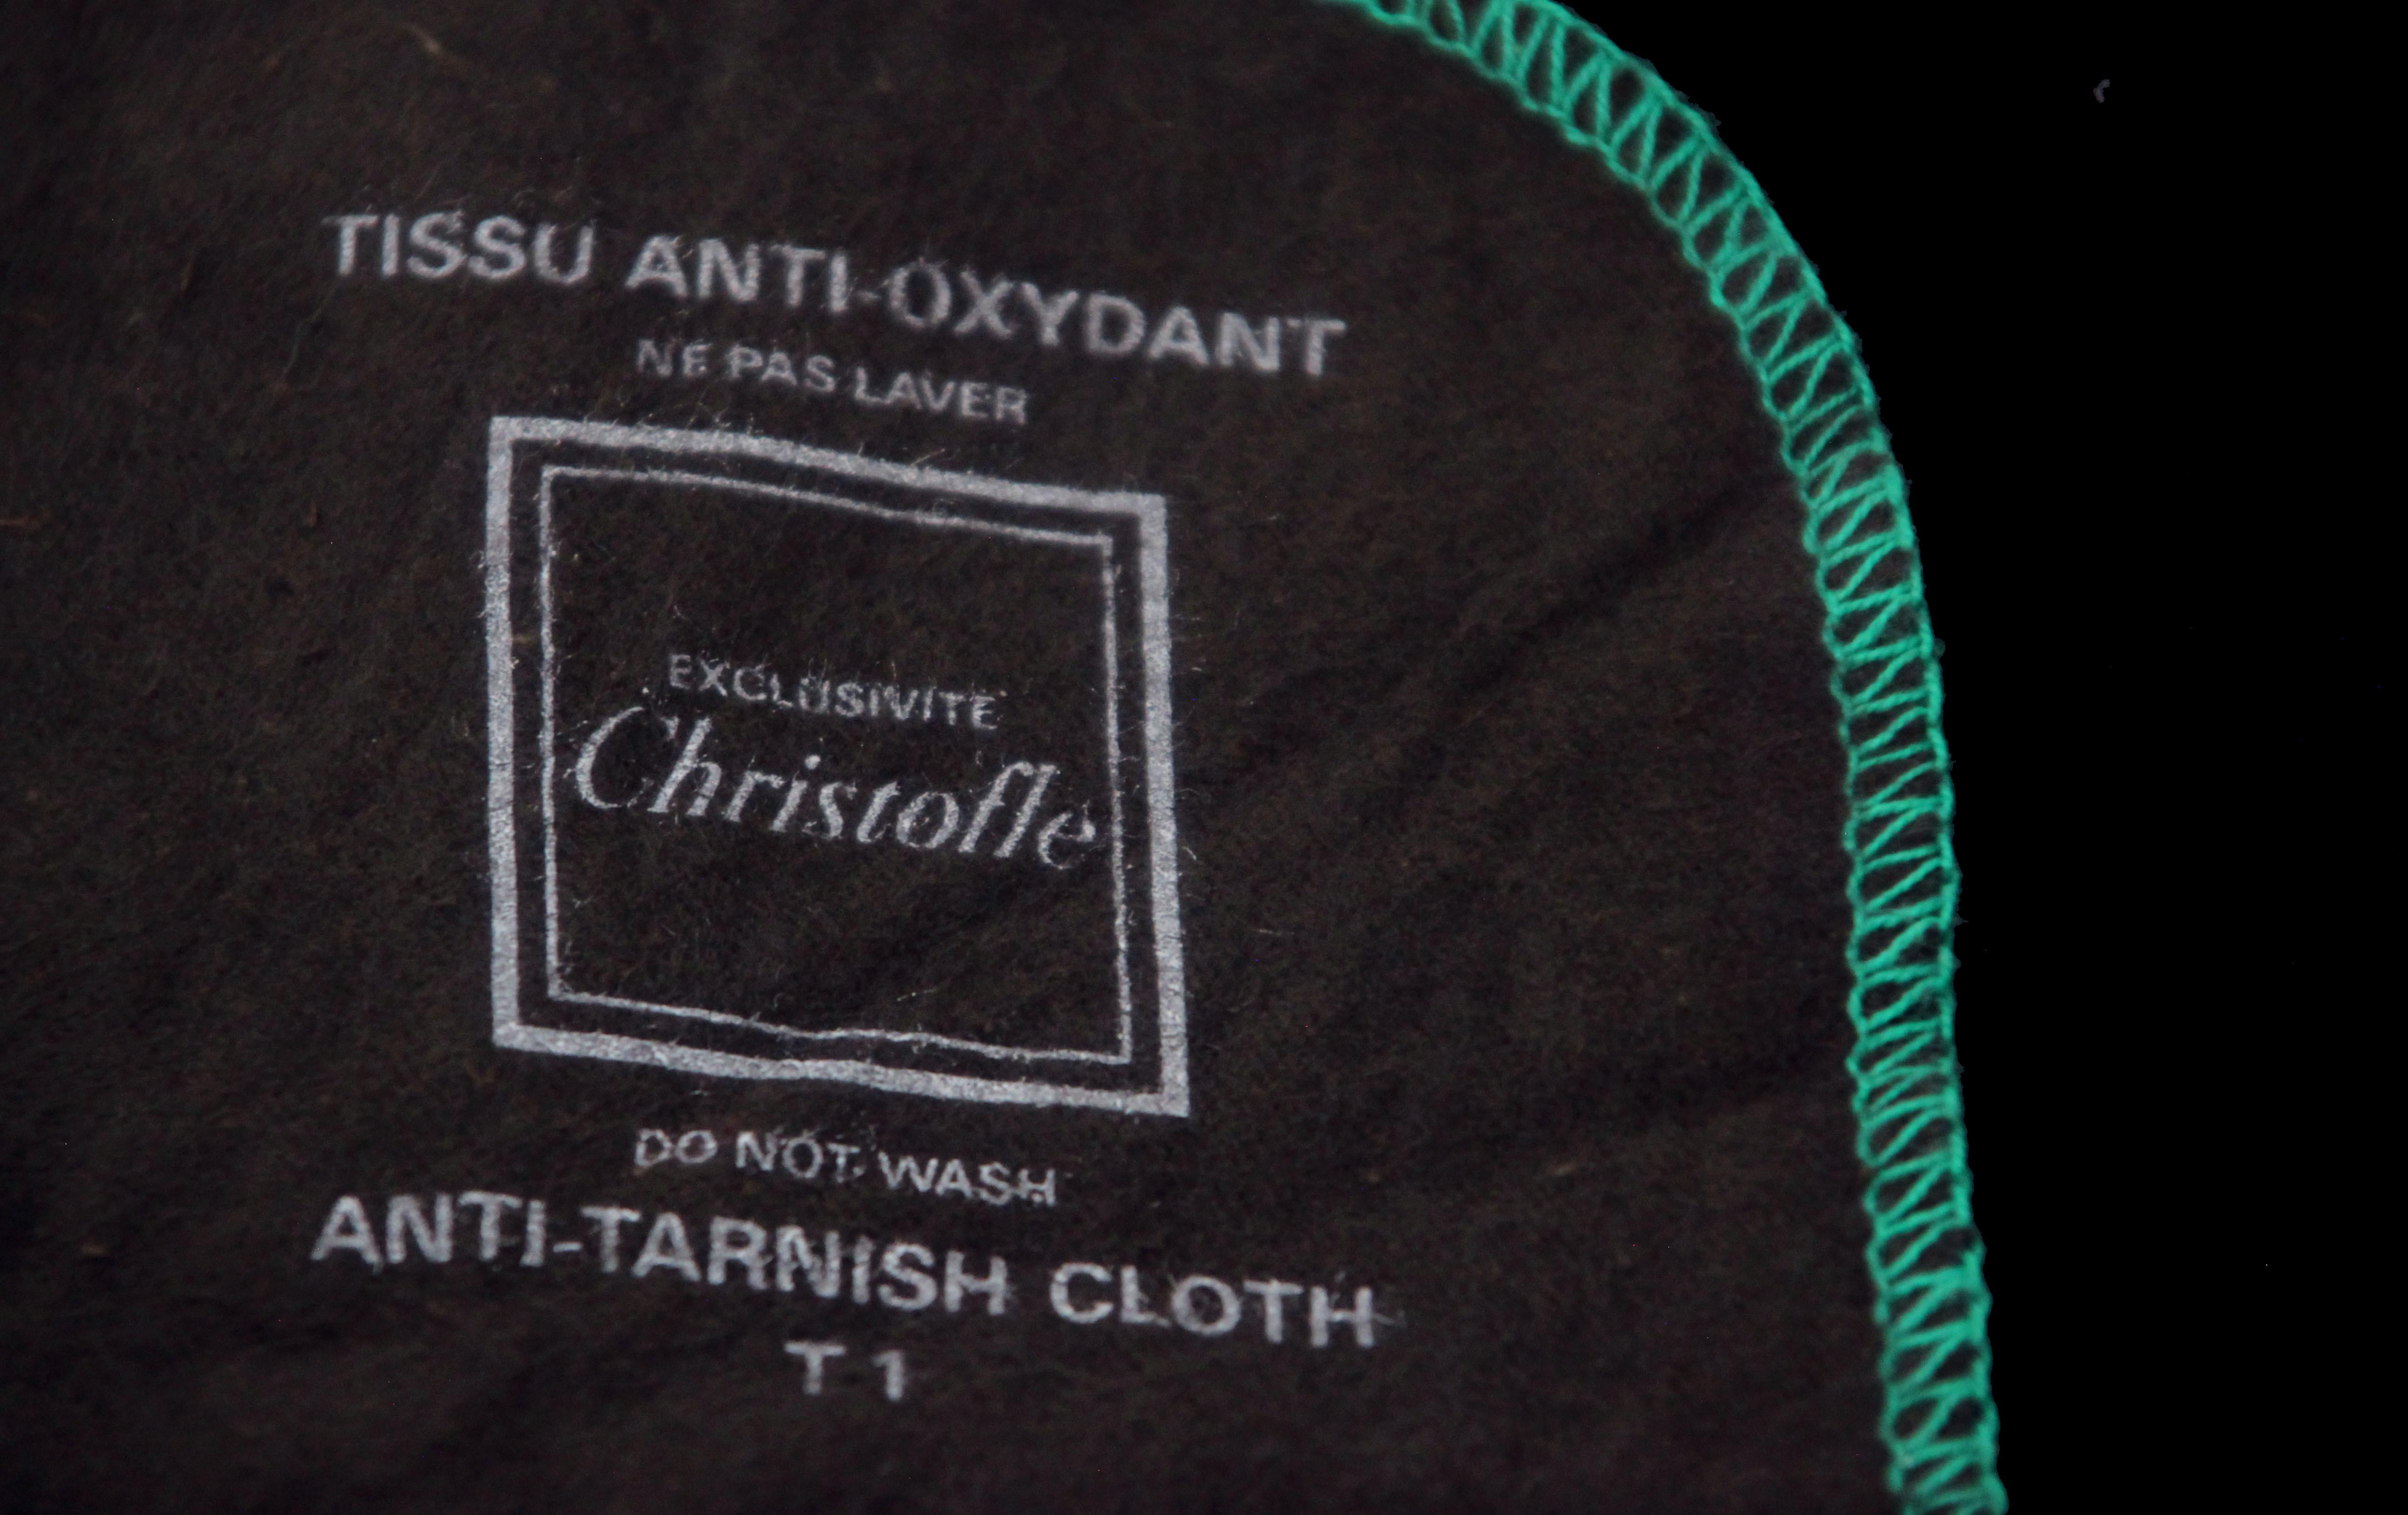 TISSU ANTI-OXYDANT
NE PAS LAVER
EXCLUSIVITE
Christofle
DO NOT WASH
ANTI-TARNISH CLOTH
T 1